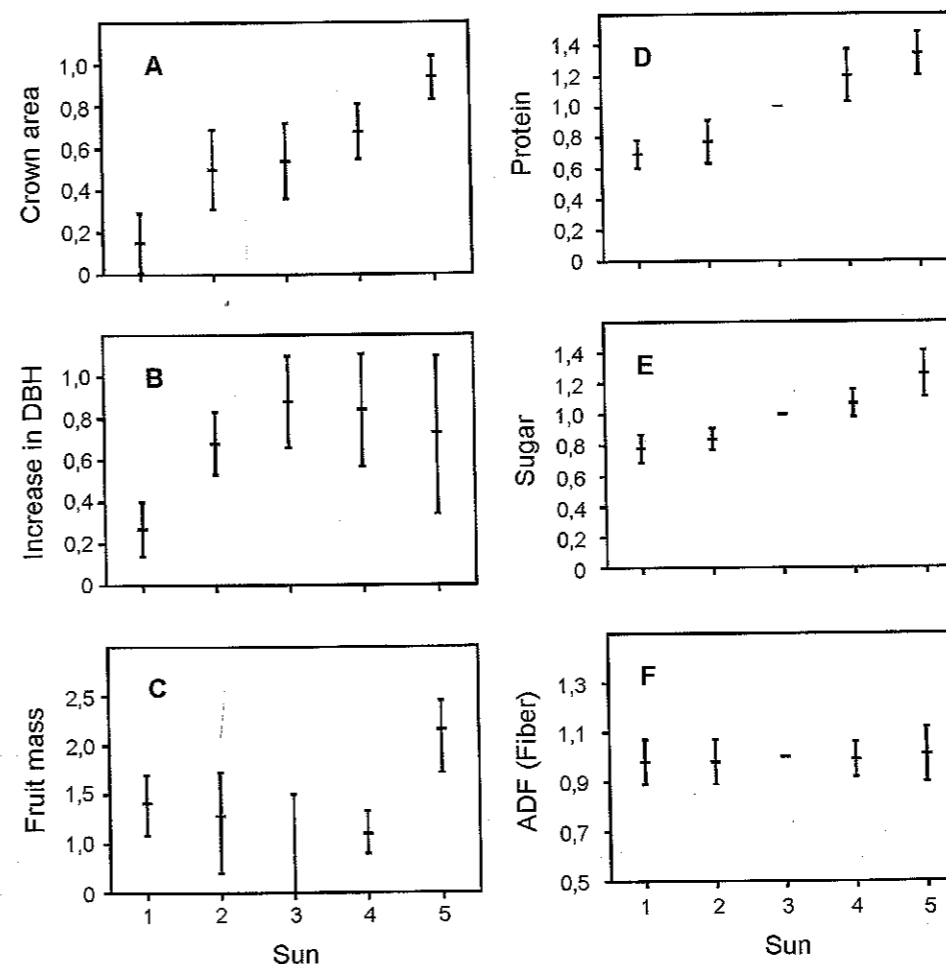 A
Crown area
1,0
0,8
0,6
0,4
0,2
0
B
Increase in DBH
1,0
0,8
0,6
0,4
0,2
0
C
Fruit mass
2,5
2,0
1,5
1,0
0
1 2 3 4 5
Sun
D
Protein
1,4
1,2
1,0
0,8
0,6
0,4
0,2
0
E
Sugar
1,4
1,2
1,0
0,8
0,6
0,4
0,2
0
F
ADF (Fiber)
1,3
1,1
0,9
0,7
0,5
1 2 3 4 5
Sun